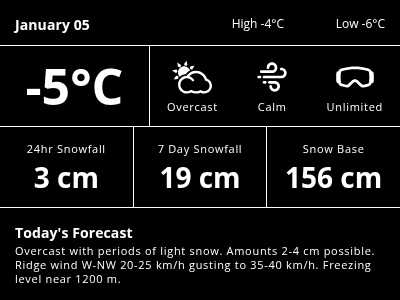 January 05 High -4°C Low -6°C
-5°C
Overcast Calm Unlimited
24hr Snowfall 7 Day Snowfall Snow Base
3 cm 19 cm 156 cm
Today's Forecast
Overcast with periods of light snow. Amounts 2-4 cm possible.
Ridge wind W-NW 20-25 km/h gusting to 35-40 km/h. Freezing
level near 1200 m.